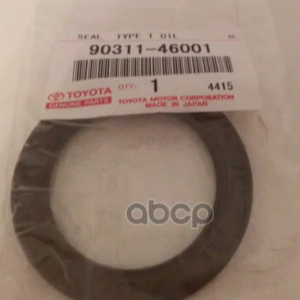 SEAL TYPE T OIL
90311-46001
TOYOTA
GENUINE PARTS
QTY:
1
4415
TOYOTA MOTOR CORPORATION
MADE IN JAPAN
abcp